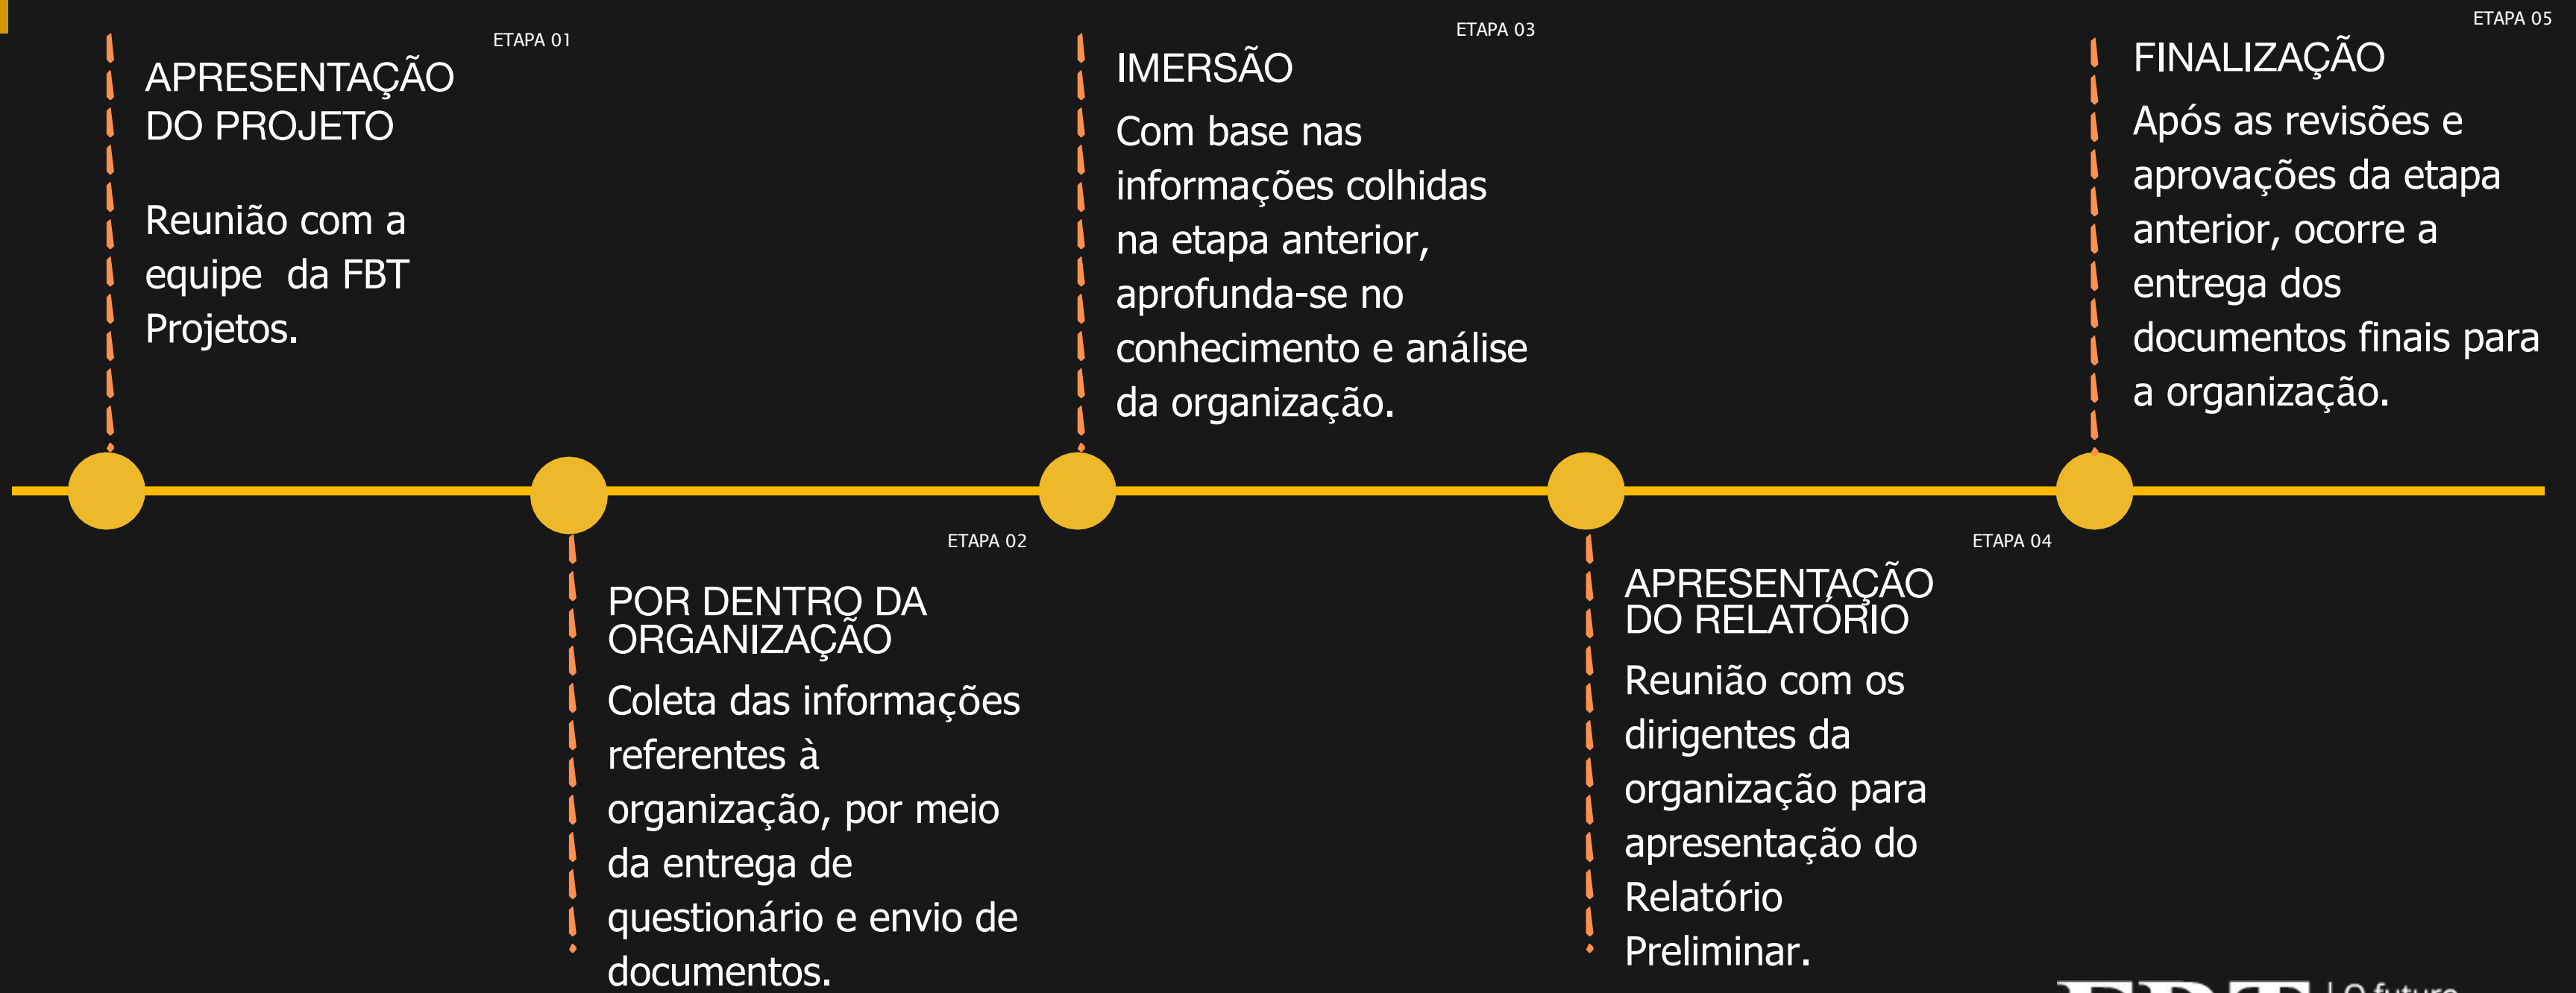 ETAPA 01
APRESENTAÇÃO
DO PROJETO
Reunião com a
equipe da FBT
Projetos.
ETAPA 02
POR DENTRO DA
ORGANIZAÇÃO
Coleta das informações
referentes à
organização, por meio
da entrega de
questionário e envio de
documentos.
ETAPA 03
IMERSÃO
Com base nas
informações colhidas
na etapa anterior,
aprofunda-se no
conhecimento e análise
da organização.
ETAPA 04
APRESENTAÇÃO
DO RELATÓRIO
Reunião com os
dirigentes da
organização para
apresentação do
Relatório
Preliminar.
ETAPA 05
FINALIZAÇÃO
Após as revisões e
aprovações da etapa
anterior, ocorre a
entrega dos
documentos finais para
a organização.
FBT
O futuro